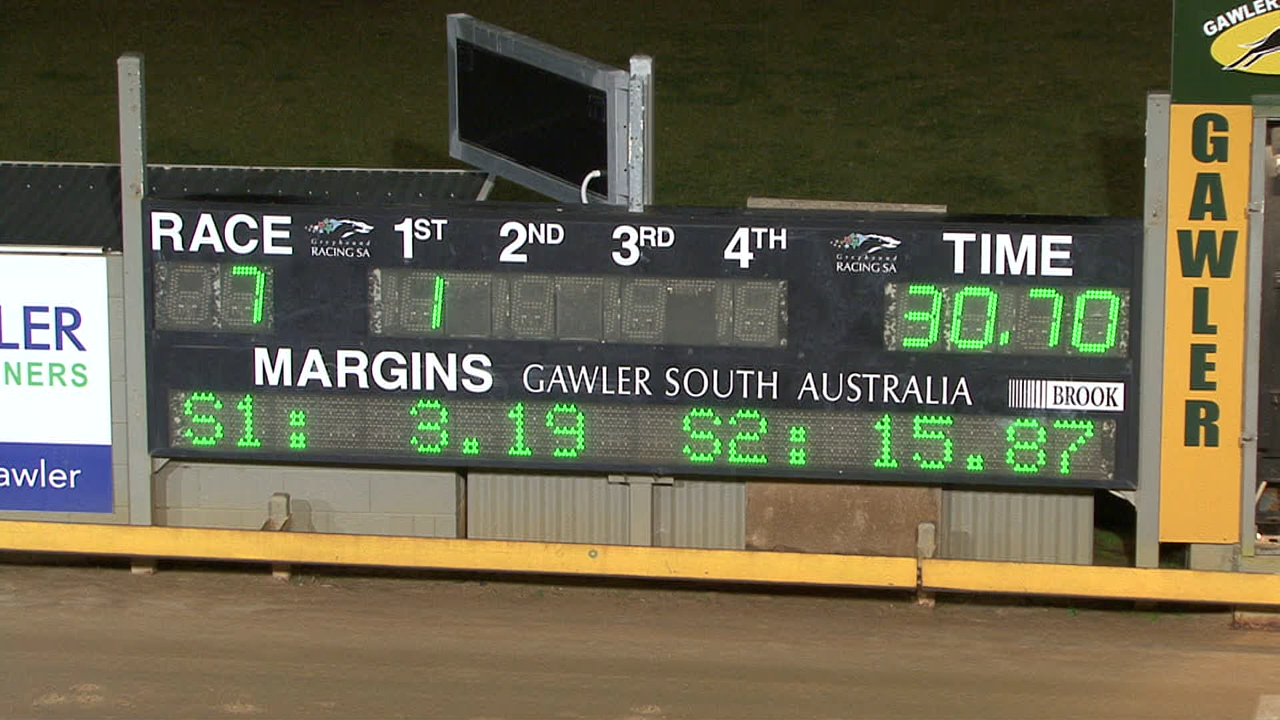 GAWLER
RACE 1ST 2ND 3RD 4TH TIME
Greyhound
RACING SA
Greyhound
RACING SA
7 1 30.70
MARGINS GAWLER SOUTH AUSTRALIA BROOK
S1: 3.19 S2: 15.87
LER
NERS
awler
GAWLER